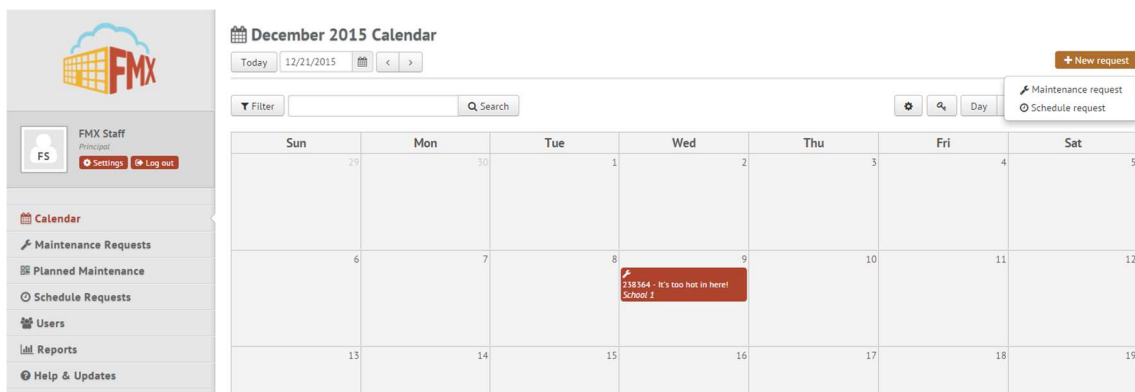 FMX
FMX Staff
Principal
FS
Settings
Log out
Calendar
Maintenance Requests
Planned Maintenance
Schedule Requests
Users
Reports
Help & Updates
December 2015 Calendar
Today 12/21/2015 < >
+ New request
Maintenance request
Schedule request
Filter Search Day
Sun Mon Tue Wed Thu Fri Sat
29 30 1 2 3 4 5
6 7 8 9 10 11 12
238364 - It's too hot in here!
School 1
13 14 15 16 17 18 19